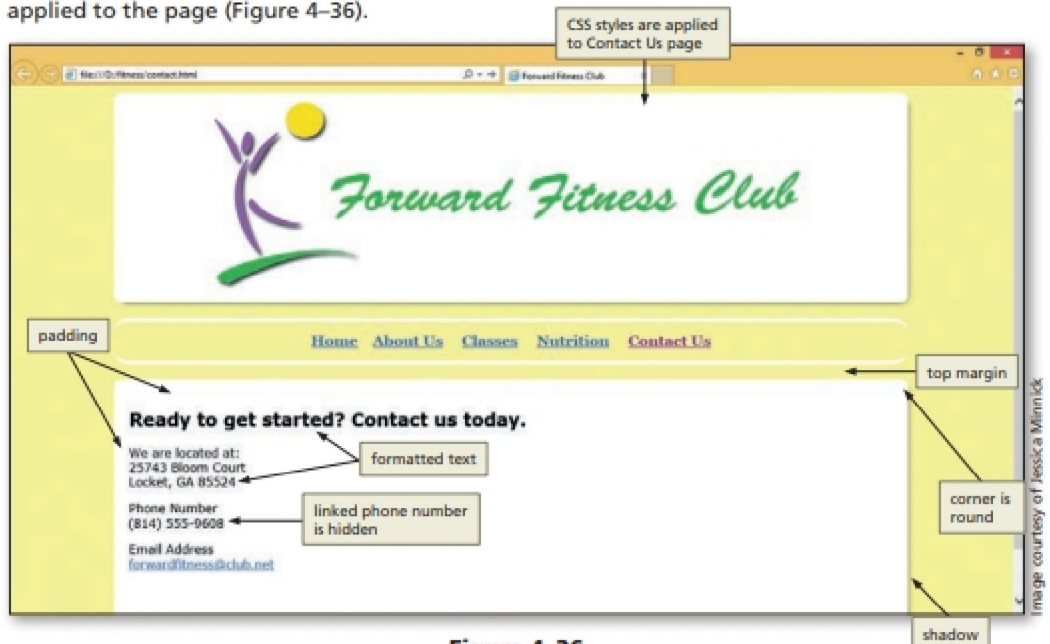 applied to the page (Figure 4–36).
CSS styles are applied
to Contact Us page
file:///D:/fitness/contact.html
Forward Fitness Club
Forward Fitness Club
padding
Home About Us Classes Nutrition Contact Us
top margin
Ready to get started? Contact us today.
We are located at:
25743 Bloom Court
Locket, GA 85524
formatted text
Phone Number
(814) 555-9608
linked phone number
is hidden
corner is
round
Email Address
forwardfitness@club.net
Image courtesy of Jessica Minnick
shadow
Figure 4–36